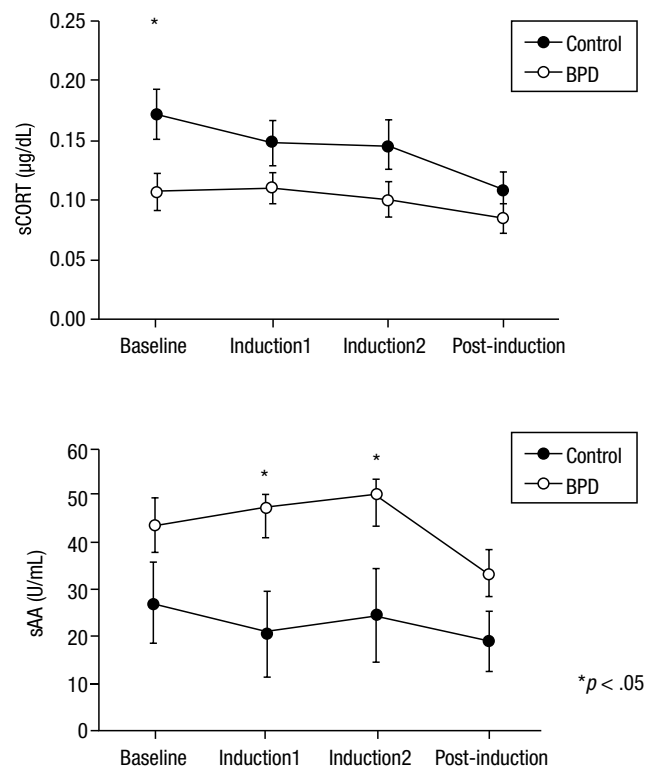 0.25
0.20
0.15
0.10
0.05
0.00
sCORT (µg/dL)
*
Control
BPD
Baseline Induction1 Induction2 Post-induction
60
50
40
30
20
10
0
sAA (U/mL)
* *
Control
BPD
*p < .05
Baseline Induction1 Induction2 Post-induction